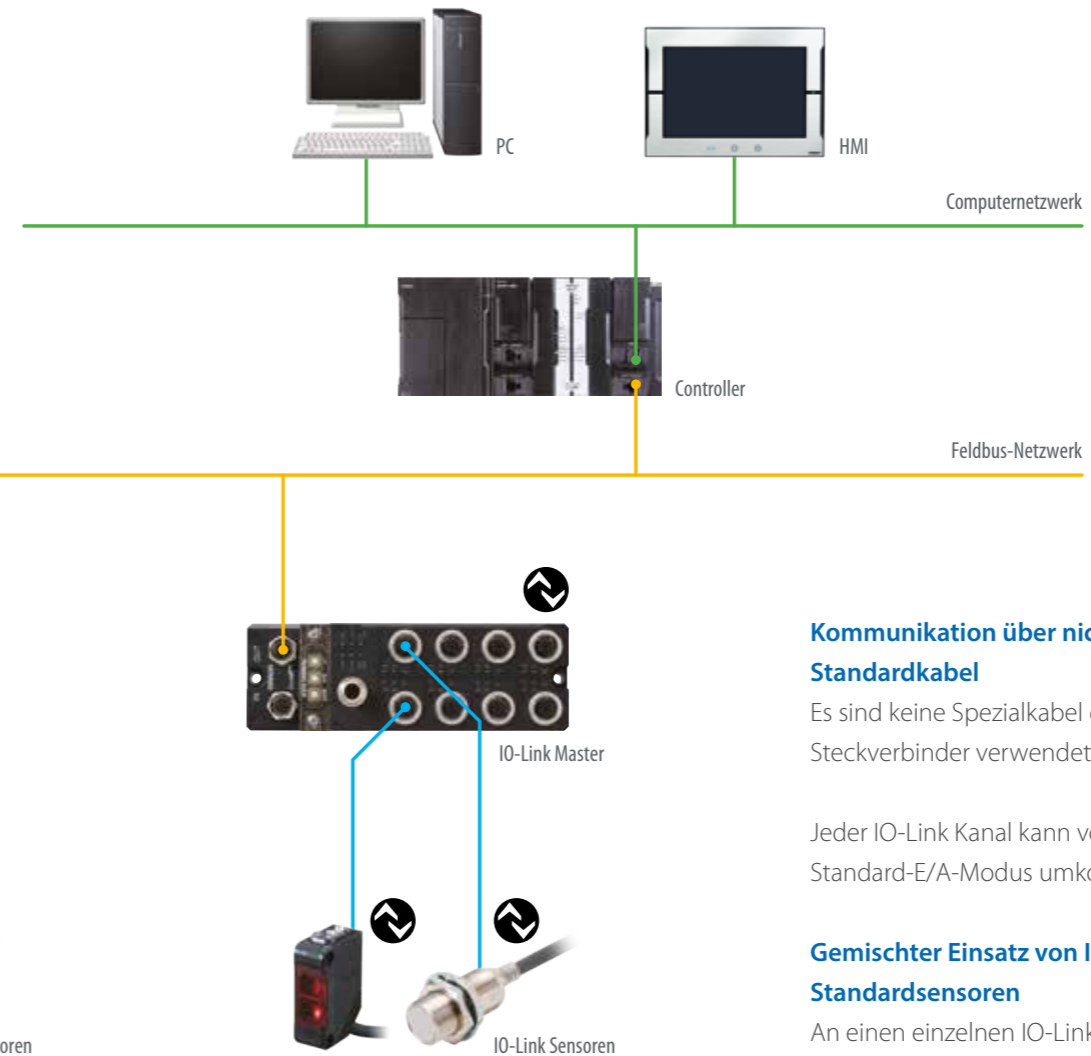 PC
HMI
Computernetzwerk
Controller
Feldbus-Netzwerk
IO-Link Master
IO-Link Sensoren
oren
Kommunikation über nic
Standardkabel
Es sind keine Spezialkabel
Steckverbinder verwendet
Jeder IO-Link Kanal kann v
Standard-E/A-Modus umko
Gemischter Einsatz von I
Standardsensoren
An einen einzelnen IO-Link